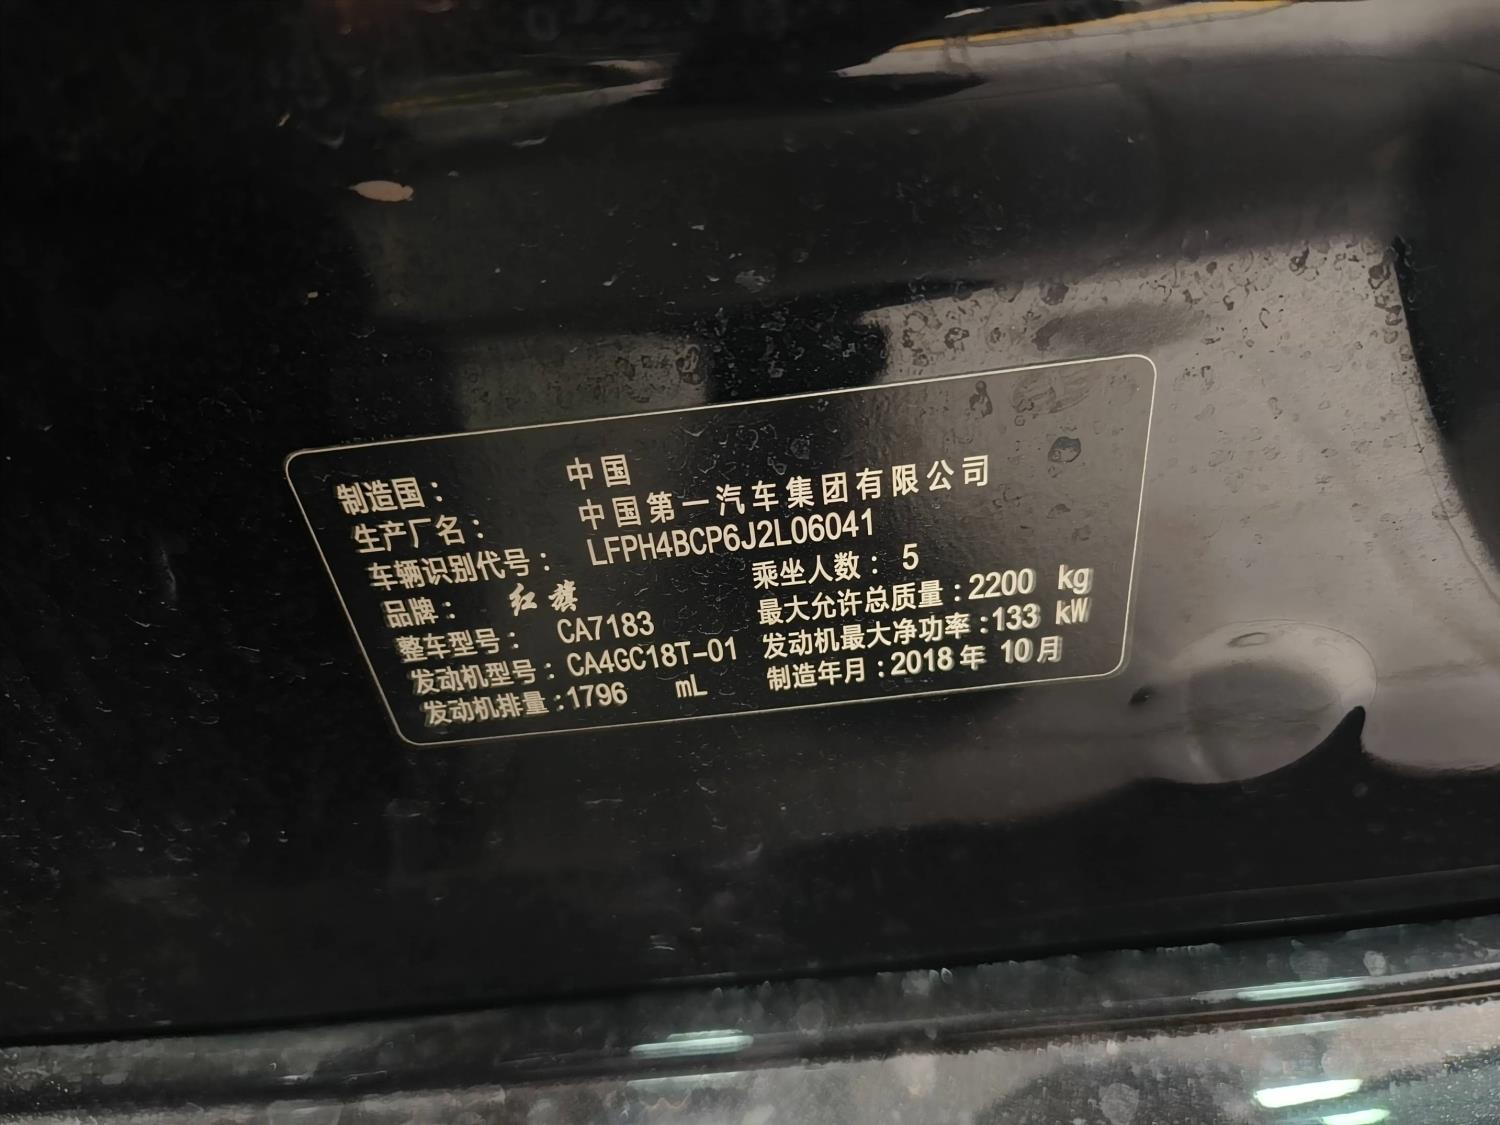 制造国： 中国
生产厂名： 中国第一汽车集团有限公司
车辆识别代号： LFPH4BCP6J2L06041
品牌： 红旗 乘坐人数： 5
整车型号： CA7183 最大允许总质量：2200 kg
发动机型号：CA4GC18T-01 发动机最大净功率：133 kW
发动机排量：1796 mL 制造年月：2018年 10月